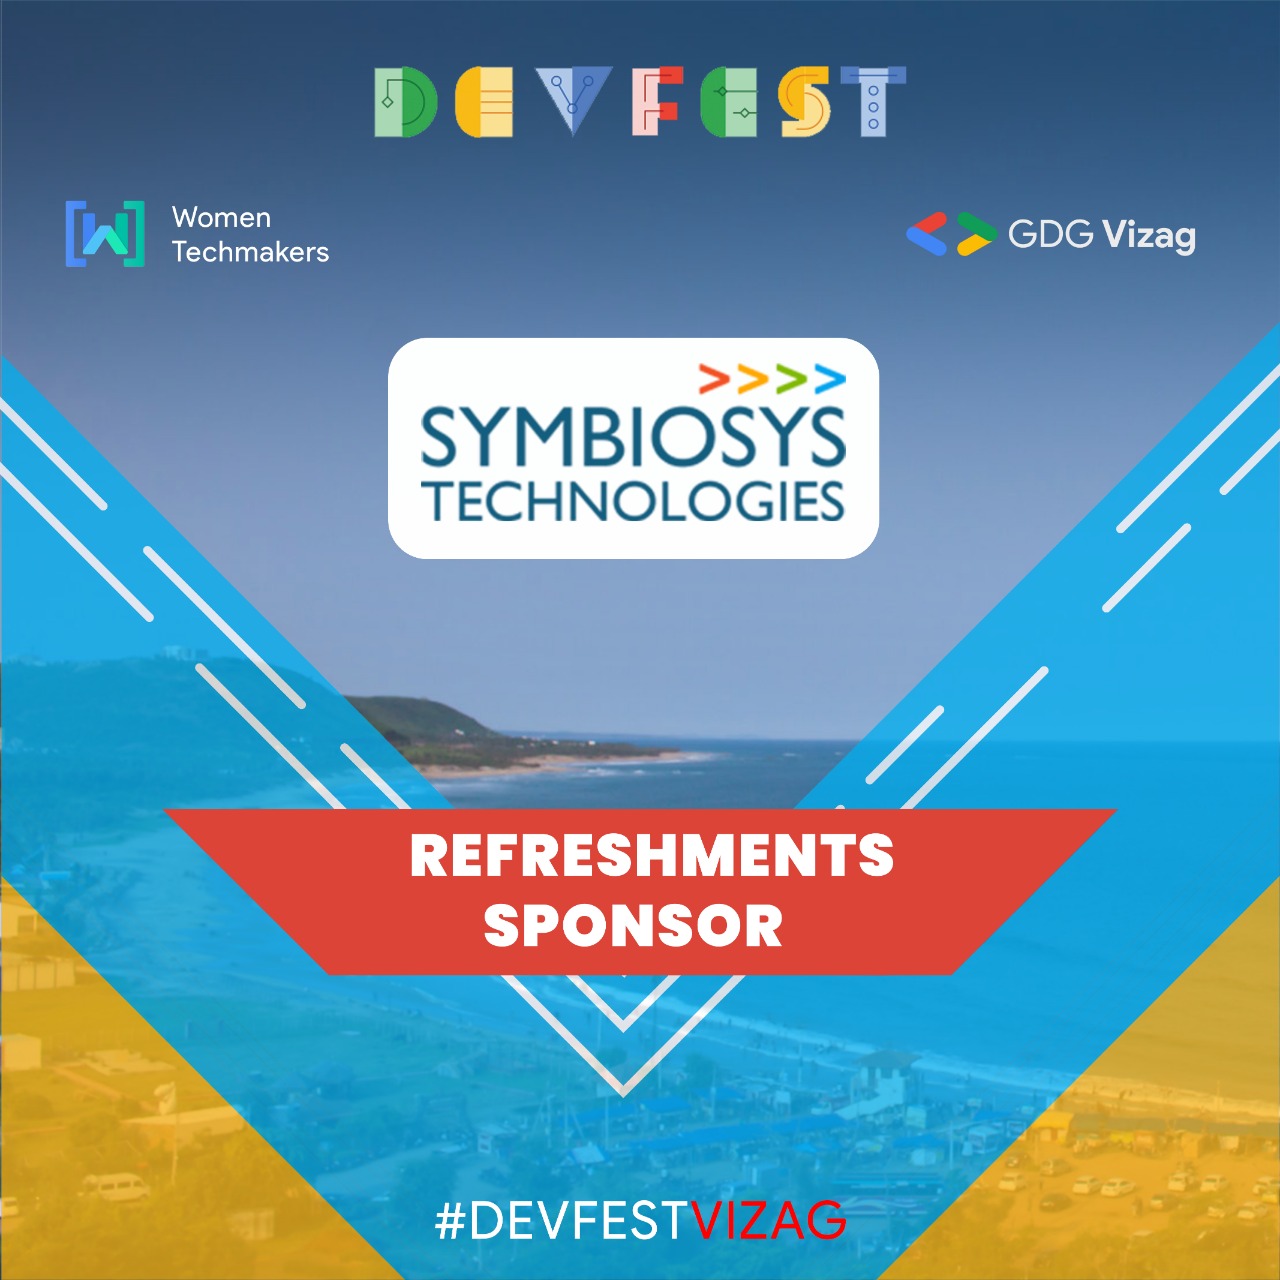 DEVFEST
Women
Techmakers
GDG Vizag
>>>>
SYMBIOSYS
TECHNOLOGIES
REFRESHMENTS
SPONSOR
#DEVFESTVIZAG